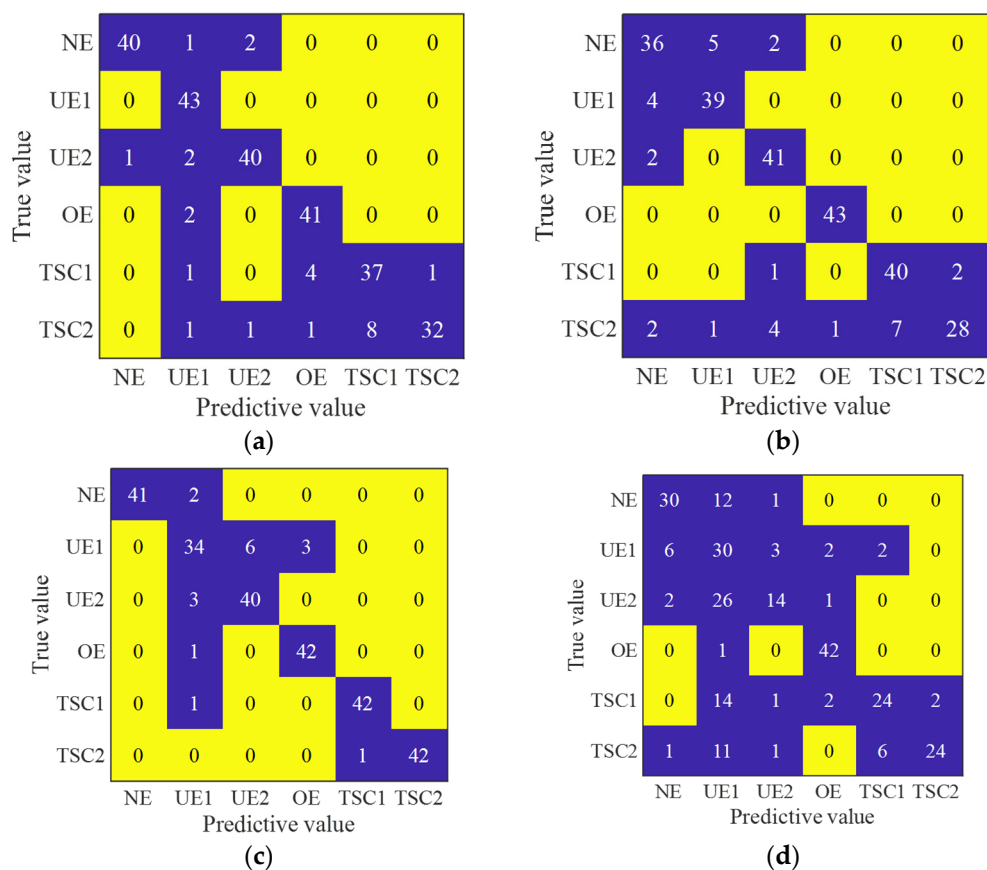 True value
NE 40 1 2 0 0 0
UE1 0 43 0 0 0 0
UE2 1 2 40 0 0 0
OE 0 2 0 41 0 0
TSC1 0 1 0 4 37 1
TSC2 0 1 1 1 8 32
NE UE1 UE2 OE TSC1 TSC2
Predictive value
(a)
True value
NE 36 5 2 0 0 0
UE1 4 39 0 0 0 0
UE2 2 0 41 0 0 0
OE 0 0 0 43 0 0
TSC1 0 0 1 0 40 2
TSC2 2 1 4 1 7 28
NE UE1 UE2 OE TSC1 TSC2
Predictive value
(b)
True value
NE 41 2 0 0 0 0
UE1 0 34 6 3 0 0
UE2 0 3 40 0 0 0
OE 0 1 0 42 0 0
TSC1 0 1 0 0 42 0
TSC2 0 0 0 0 1 42
NE UE1 UE2 OE TSC1 TSC2
Predictive value
(c)
True value
NE 30 12 1 0 0 0
UE1 6 30 3 2 2 0
UE2 2 26 14 1 0 0
OE 0 1 0 42 0 0
TSC1 0 14 1 2 24 2
TSC2 1 11 1 0 6 24
NE UE1 UE2 OE TSC1 TSC2
Predictive value
(d)